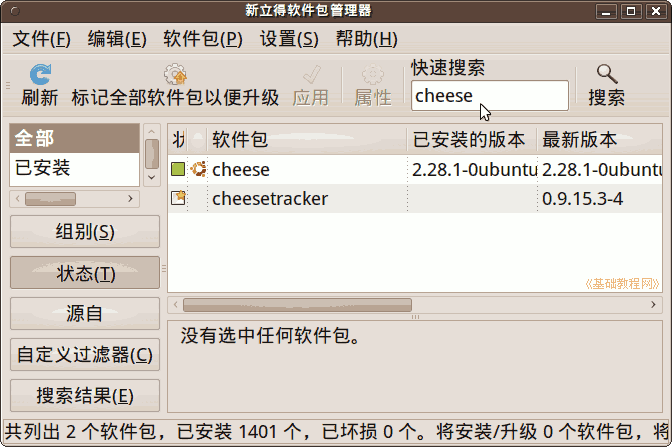 新立得软件包管理器
文件(F) 编辑(E) 软件包(P) 设置(S) 帮助(H)
快速搜索
刷新 标记全部软件包以便升级 应用 属性 cheese 搜索
全部
已安装
软件包 已安装的版本 最新版本
cheese 2.28.1-0ubuntu 2.28.1-0ubuntu
cheesetracker 0.9.15.3-4
组别(S)
状态(T)
源自
自定义过滤器(C)
搜索结果(E)
《基础教程网》
没有选中任何软件包。
共列出 2 个软件包，已安装 1401 个，已坏损 0 个。将安装/升级 0 个软件包，将